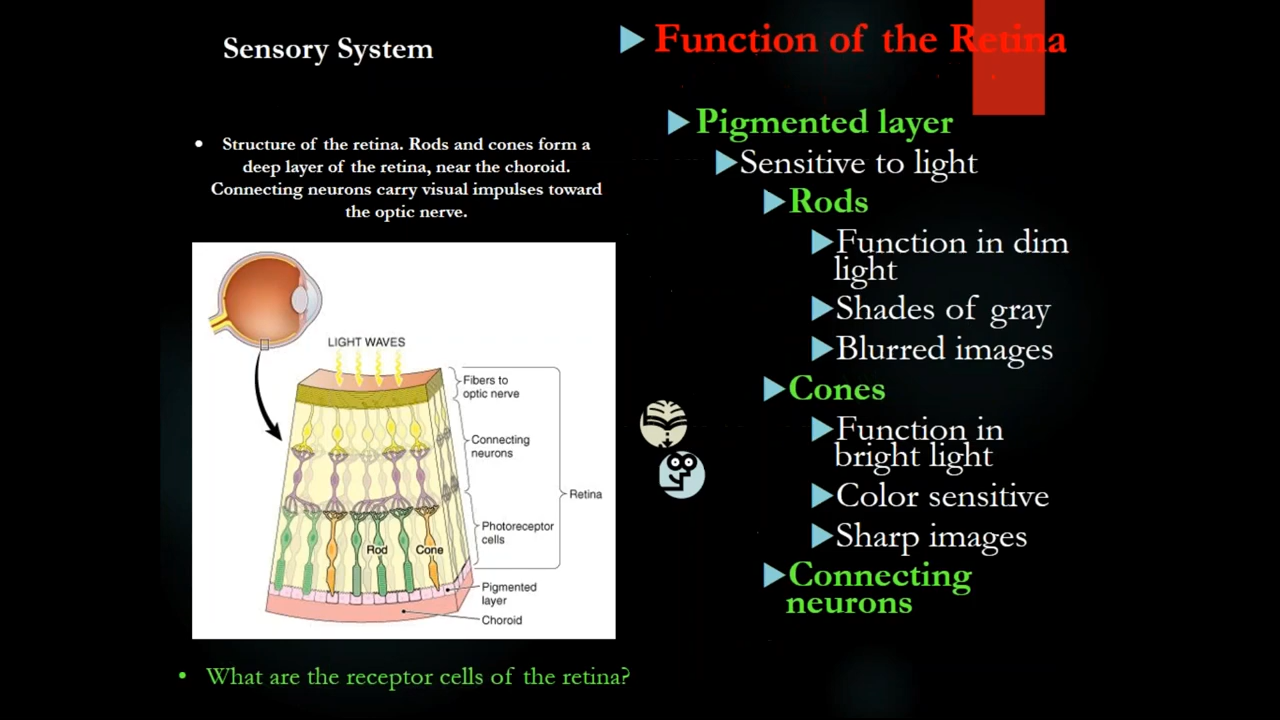 Sensory System
Structure of the retina. Rods and cones form a
deep layer of the retina, near the choroid.
Connecting neurons carry visual impulses toward
the optic nerve.
LIGHT WAVES
Fibers to
optic nerve
Connecting
neurons
Retina
Photoreceptor
cells
Rod
Cone
Pigmented
layer
Choroid
What are the receptor cells of the retina?
Function of the Retina
Pigmented layer
Sensitive to light
Rods
Function in dim
light
Shades of gray
Blurred images
Cones
Function in
bright light
Color sensitive
Sharp images
Connecting
neurons